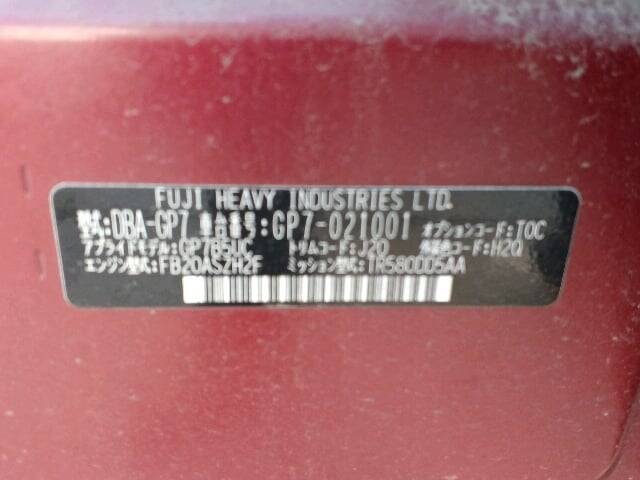 FUJI HEAVY INDUSTRIES LTD.
型式:DBA-GP7 車台番号:GP7-021001 オプションコード:TOC
アプライドモデル:GP7B5UC トリムコード:J20 外装色コード:H2Q
エンジン型式:FB20ASZH2F ミッション型式:TR580DD5AA